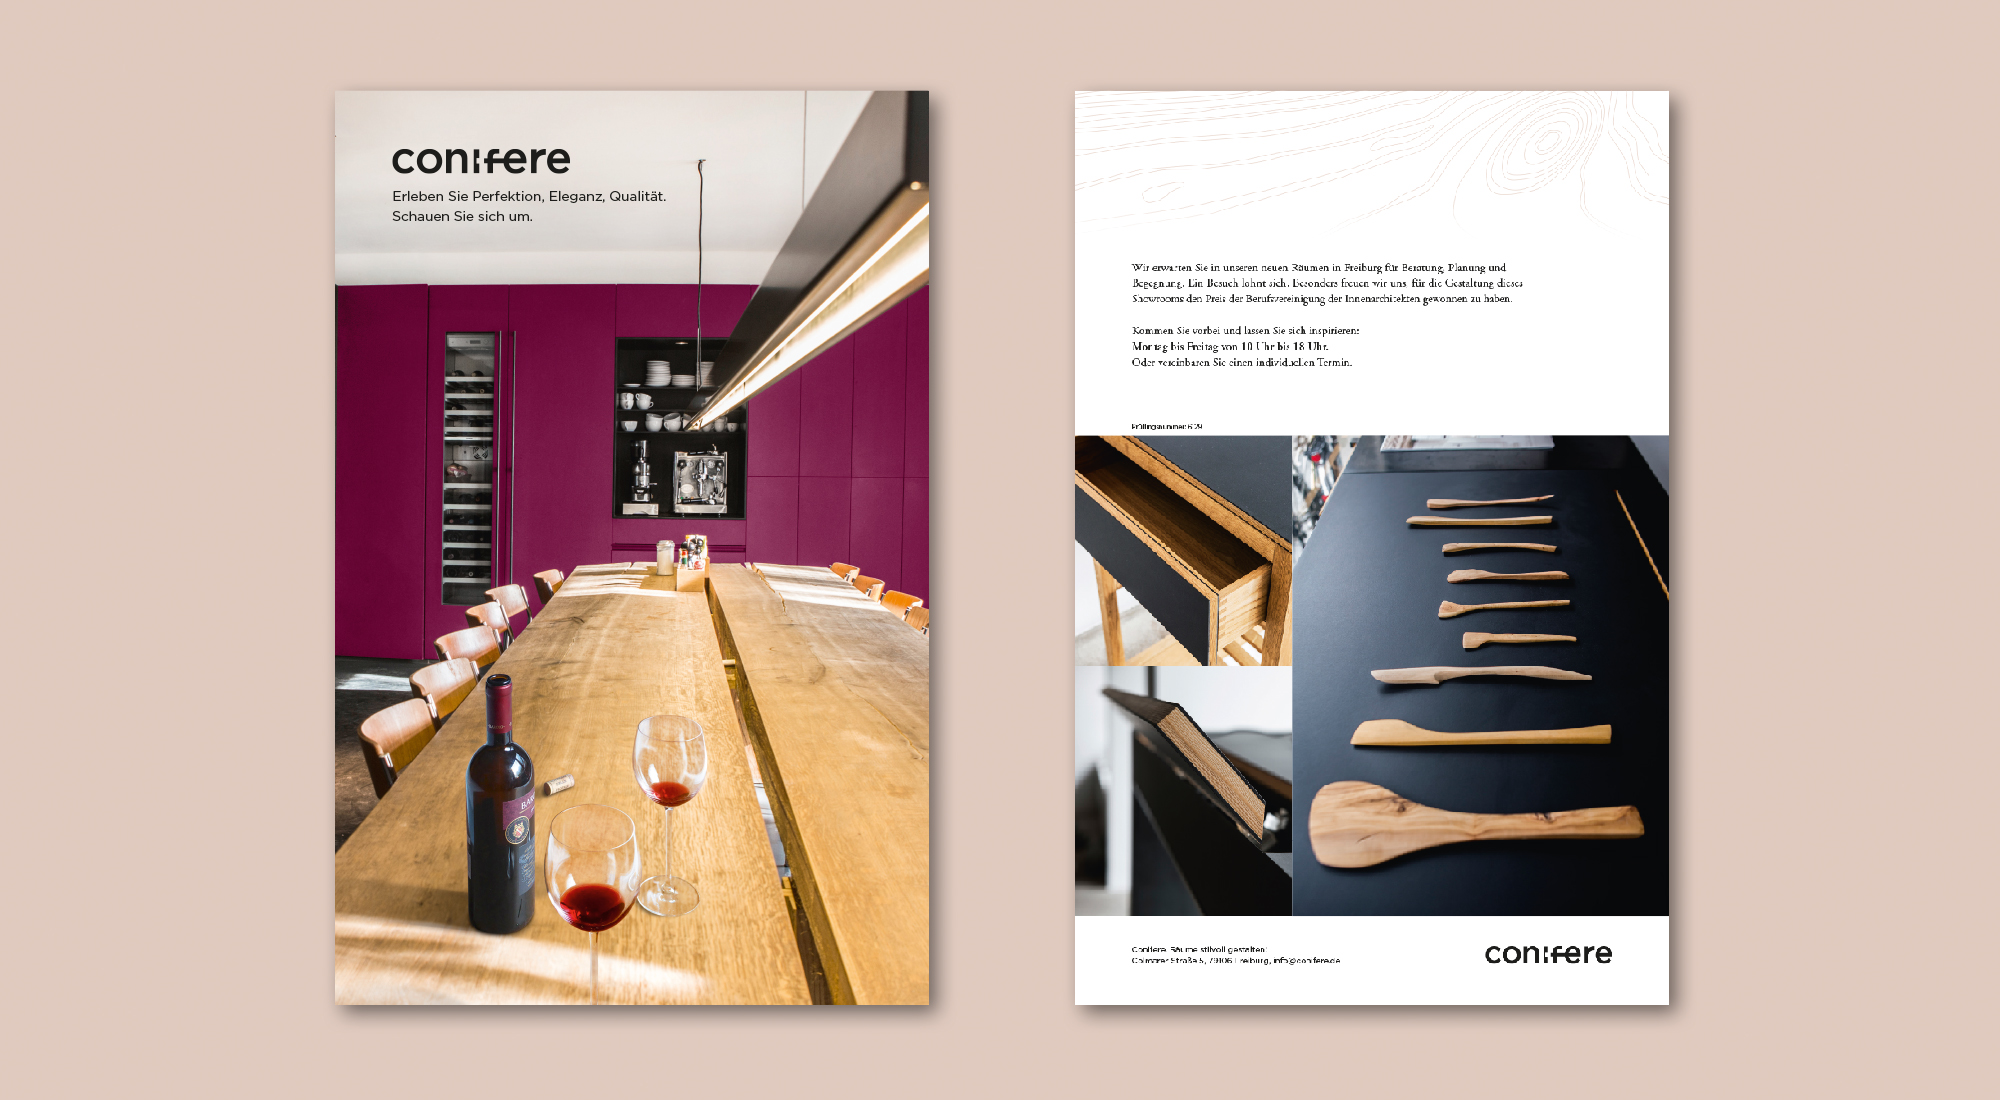 conifere
Erleben Sie Perfektion, Eleganz, Qualität.
Schauen Sie sich um.
Wir erwarten Sie in unseren neuen Räumen in Freiburg für Beratung, Planung und
Begegnung. Ein Besuch lohnt sich. Besonders freuen wir uns, für die Gestaltung dieses
Showrooms den Preis der Berufsvereinigung der Innenarchitekten gewonnen zu haben.
Kommen Sie vorbei und lassen Sie sich inspirieren:
Montag bis Freitag von 10 Uhr bis 18 Uhr.
Oder vereinbaren Sie einen individuellen Termin.
Prüflingsnummer: 629
Conifere. Räume stilvoll gestalten!
Colmarer Straße 5, 79106 Freiburg, info@conifere.de
conifere